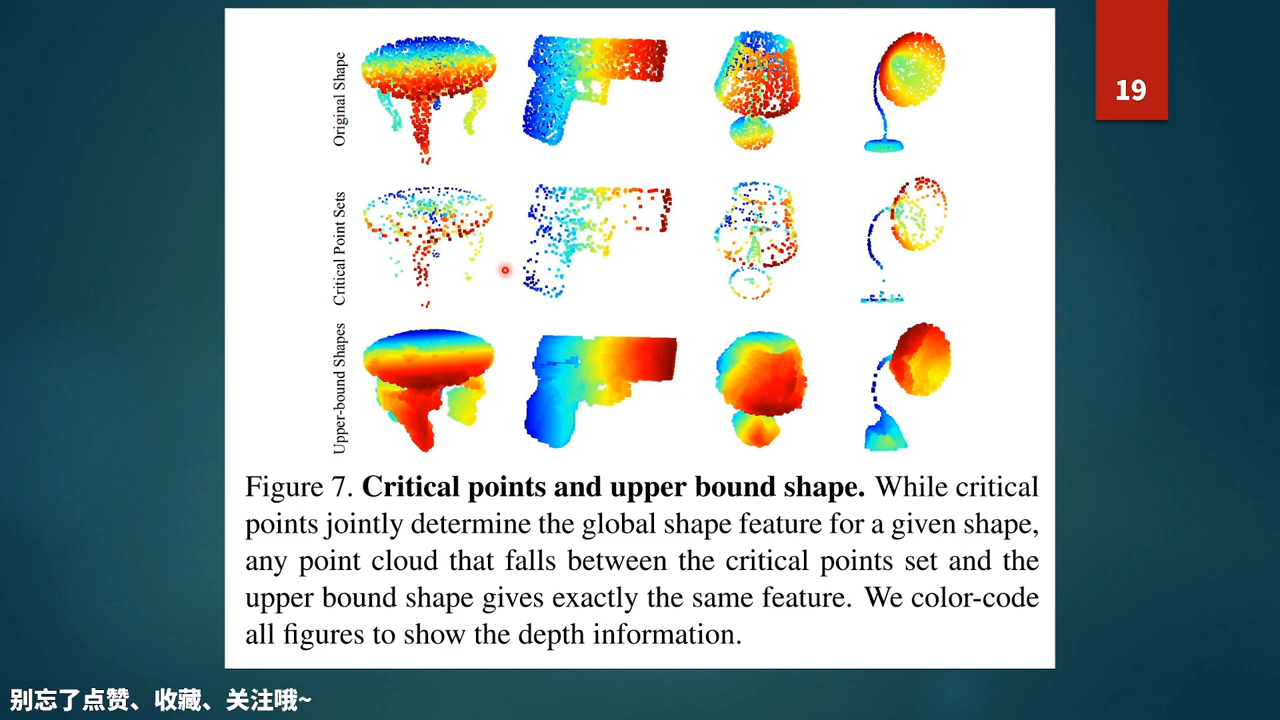 19
Original Shape
Critical Point Sets
Upper-bound Shapes
Figure 7. Critical points and upper bound shape. While critical
points jointly determine the global shape feature for a given shape,
any point cloud that falls between the critical points set and the
upper bound shape gives exactly the same feature. We color-code
all figures to show the depth information.
别忘了点赞、收藏、关注哦~